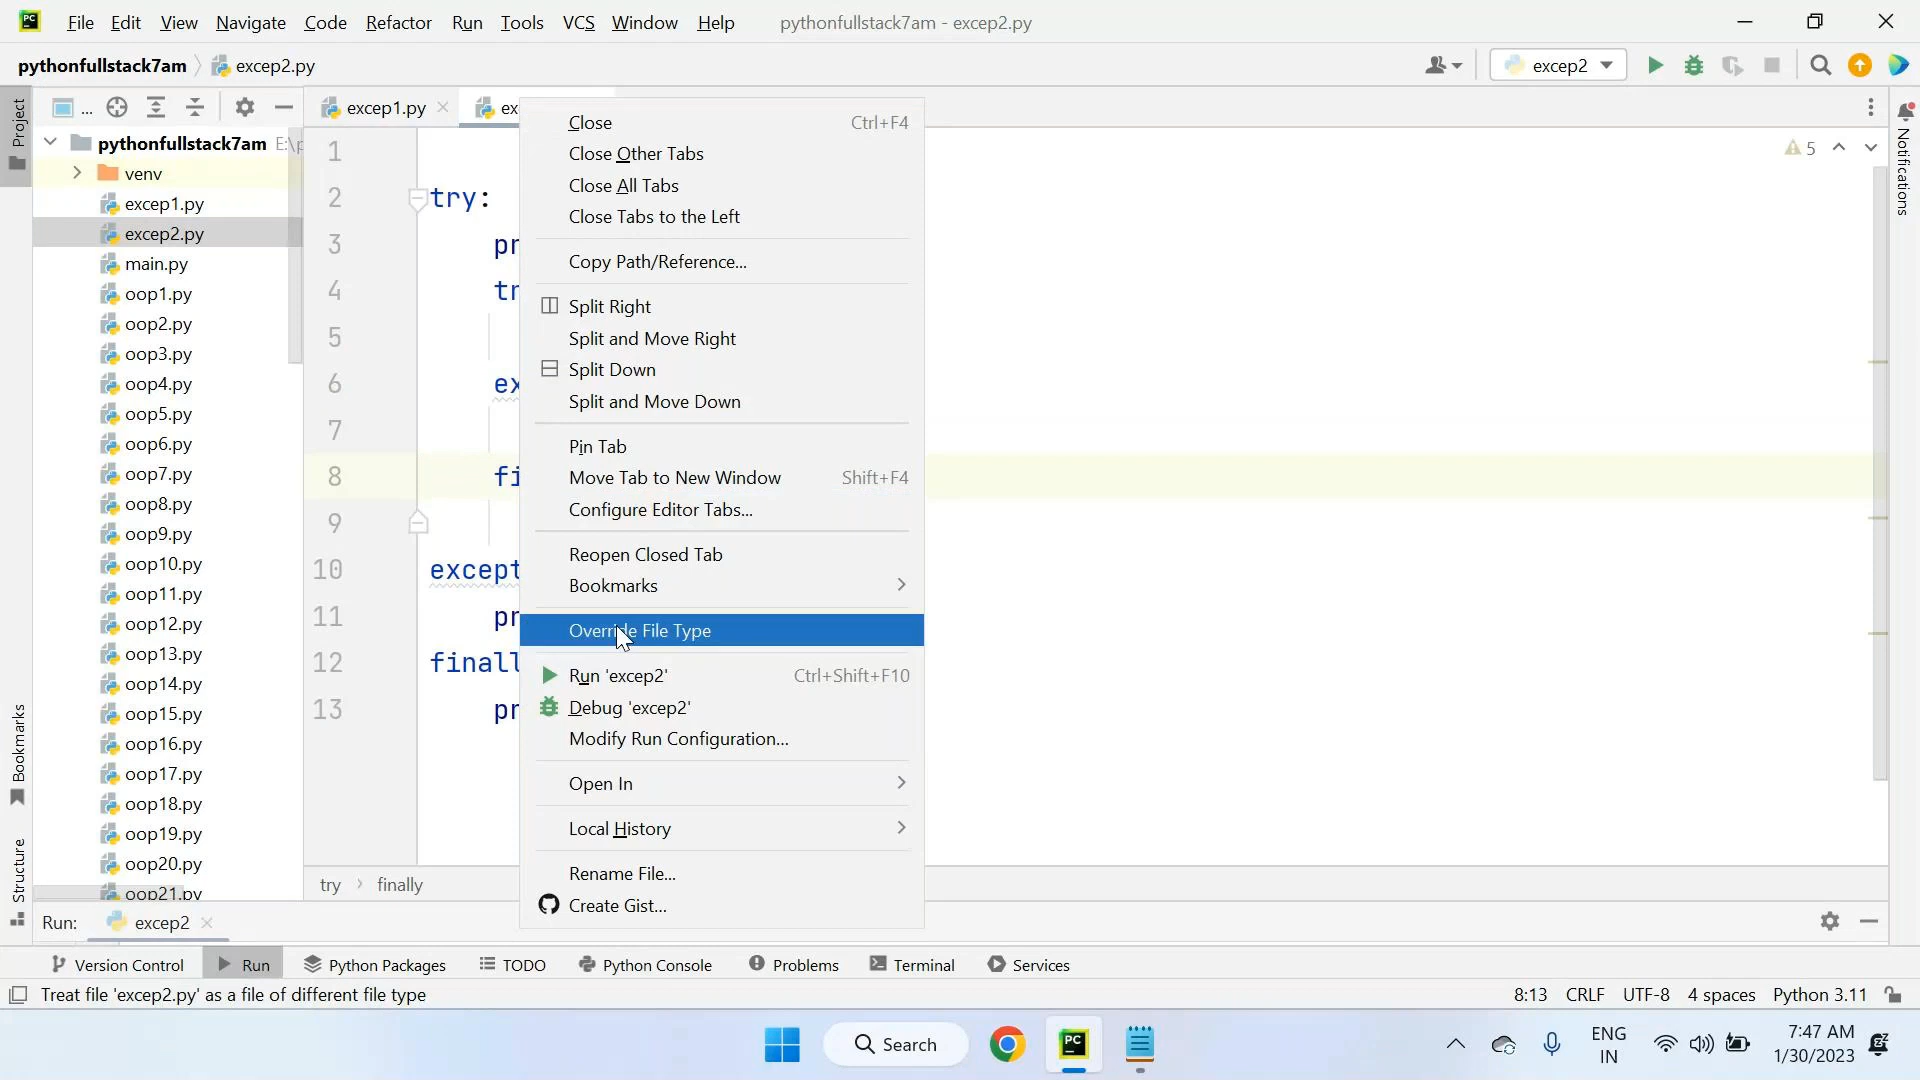 File Edit View Navigate Code Refactor Run Tools VCS Window Help pythonfullstack7am - excep2.py
pythonfullstack7am excep2.py excep2
... excep1.py
Project
Notifications
Bookmarks
Structure
pythonfullstack7am E:\
venv
excep1.py
excep2.py
main.py
oop1.py
oop2.py
oop3.py
oop4.py
oop5.py
oop6.py
oop7.py
oop8.py
oop9.py
oop10.py
oop11.py
oop12.py
oop13.py
oop14.py
oop15.py
oop16.py
oop17.py
oop18.py
oop19.py
oop20.py
oop21.py
1
2 try:
3 pr
4 tr
5
6 ex
7
8 fi
9
10 except
11 pr
12 finall
13 pr
5
Close Ctrl+F4
Close Other Tabs
Close All Tabs
Close Tabs to the Left
Copy Path/Reference...
Split Right
Split and Move Right
Split Down
Split and Move Down
Pin Tab
Move Tab to New Window Shift+F4
Configure Editor Tabs...
Reopen Closed Tab
Bookmarks
Override File Type
Run 'excep2' Ctrl+Shift+F10
Debug 'excep2'
Modify Run Configuration...
Open In
Local History
Rename File...
Create Gist...
try finally
Run: excep2
Version Control Run Python Packages TODO Python Console Problems Terminal Services
Treat file 'excep2.py' as a file of different file type 8:13 CRLF UTF-8 4 spaces Python 3.11
Search
PC
ENG
IN
7:47 AM
1/30/2023